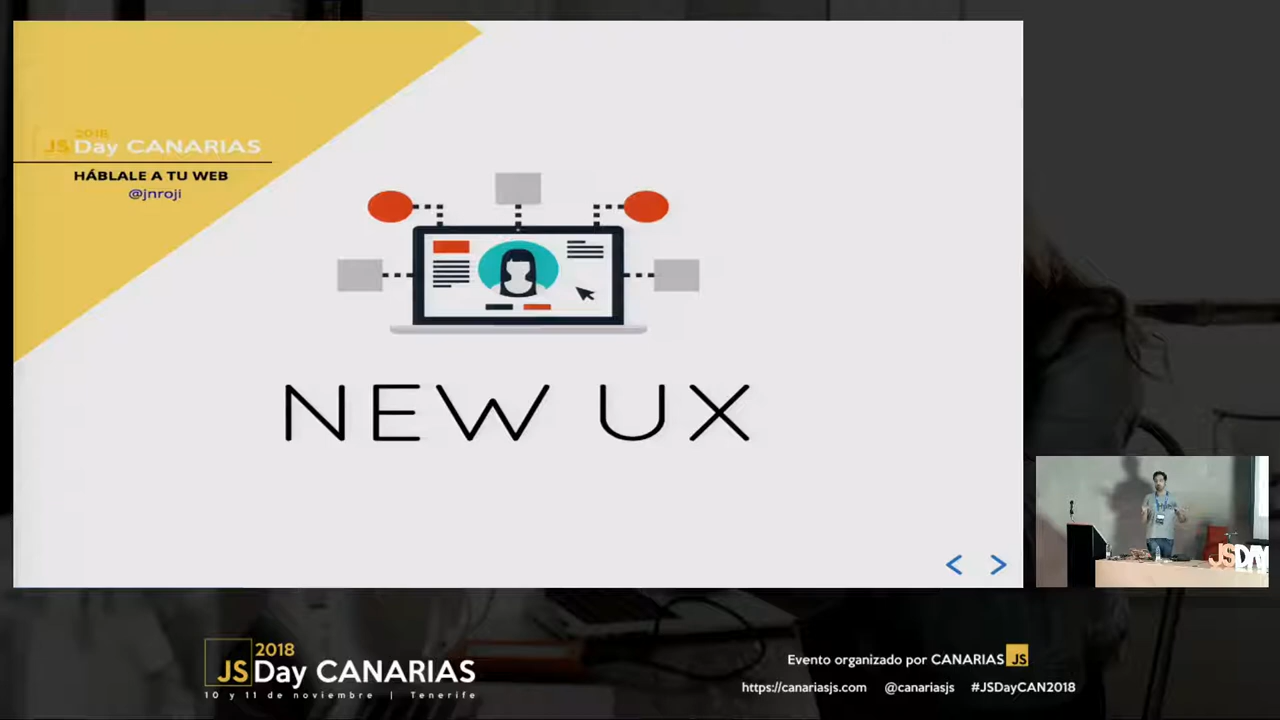 2018
JS Day CANARIAS
HÁBLALE A TU WEB
@jnroji
NEW UX
JSDAY
2018
JS Day CANARIAS
10 y 11 de noviembre | Tenerife
Evento organizado por CANARIAS JS
https://canariasjs.com @canariasjs #JSDayCAN2018